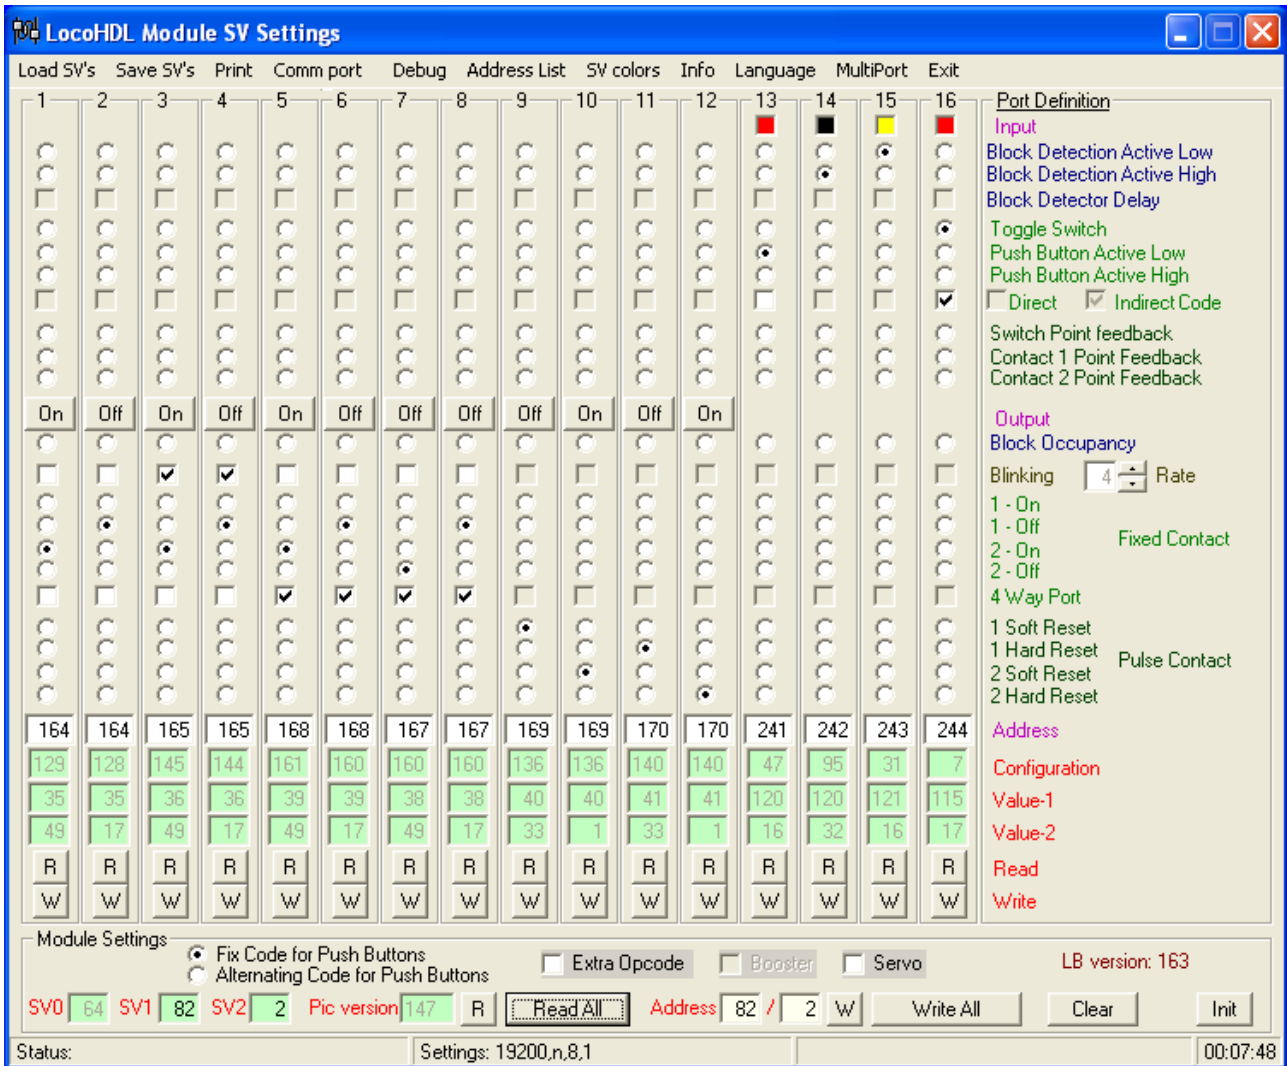 LocoHDL Module SV Settings
Load SV's Save SV's Print Comm port Debug Address List SV colors Info Language MultiPort Exit
1 2 3 4 5 6 7 8 9 10 11 12 13 14 15 16 Port Definition
Input
Block Detection Active Low
Block Detection Active High
Block Detector Delay
Toggle Switch
Push Button Active Low
Push Button Active High
Direct Indirect Code
Switch Point feedback
Contact 1 Point Feedback
Contact 2 Point Feedback
On Off On Off On Off Off Off Off On Off On
Output
Block Occupancy
Blinking 4 Rate
1 - On
1 - Off
Fixed Contact
2 - On
2 - Off
4 Way Port
1 Soft Reset
1 Hard Reset
Pulse Contact
2 Soft Reset
2 Hard Reset
164 164 165 165 168 168 167 167 169 169 170 170 241 242 243 244 Address
129 128 145 144 161 160 160 160 136 136 140 140 47 95 31 7 Configuration
35 35 36 36 39 39 38 38 40 40 41 41 120 120 121 115 Value-1
49 17 49 17 49 17 49 17 33 1 33 1 16 32 16 17 Value-2
R R R R R R R R R R R R R R R R Read
W W W W W W W W W W W W W W W W Write
Module Settings
Fix Code for Push Buttons
Alternating Code for Push Buttons
Extra Opcode Booster Servo LB version: 163
SV0 64 SV1 82 SV2 2 Pic version 147 R Read All Address 82 / 2 W Write All Clear Init
Status: Settings: 19200,n,8,1 00:07:48